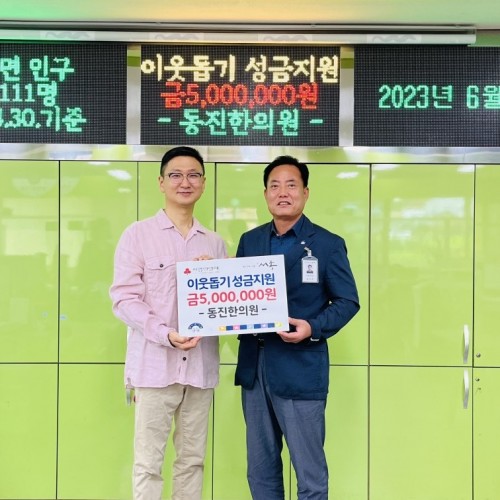 면 인구
111명
.30.기준
이웃돕기 성금지원
금5,000,000원
- 동진한의원 -
2023년 6월
이웃돕기 성금지원
금5,000,000원
- 동진한의원 -